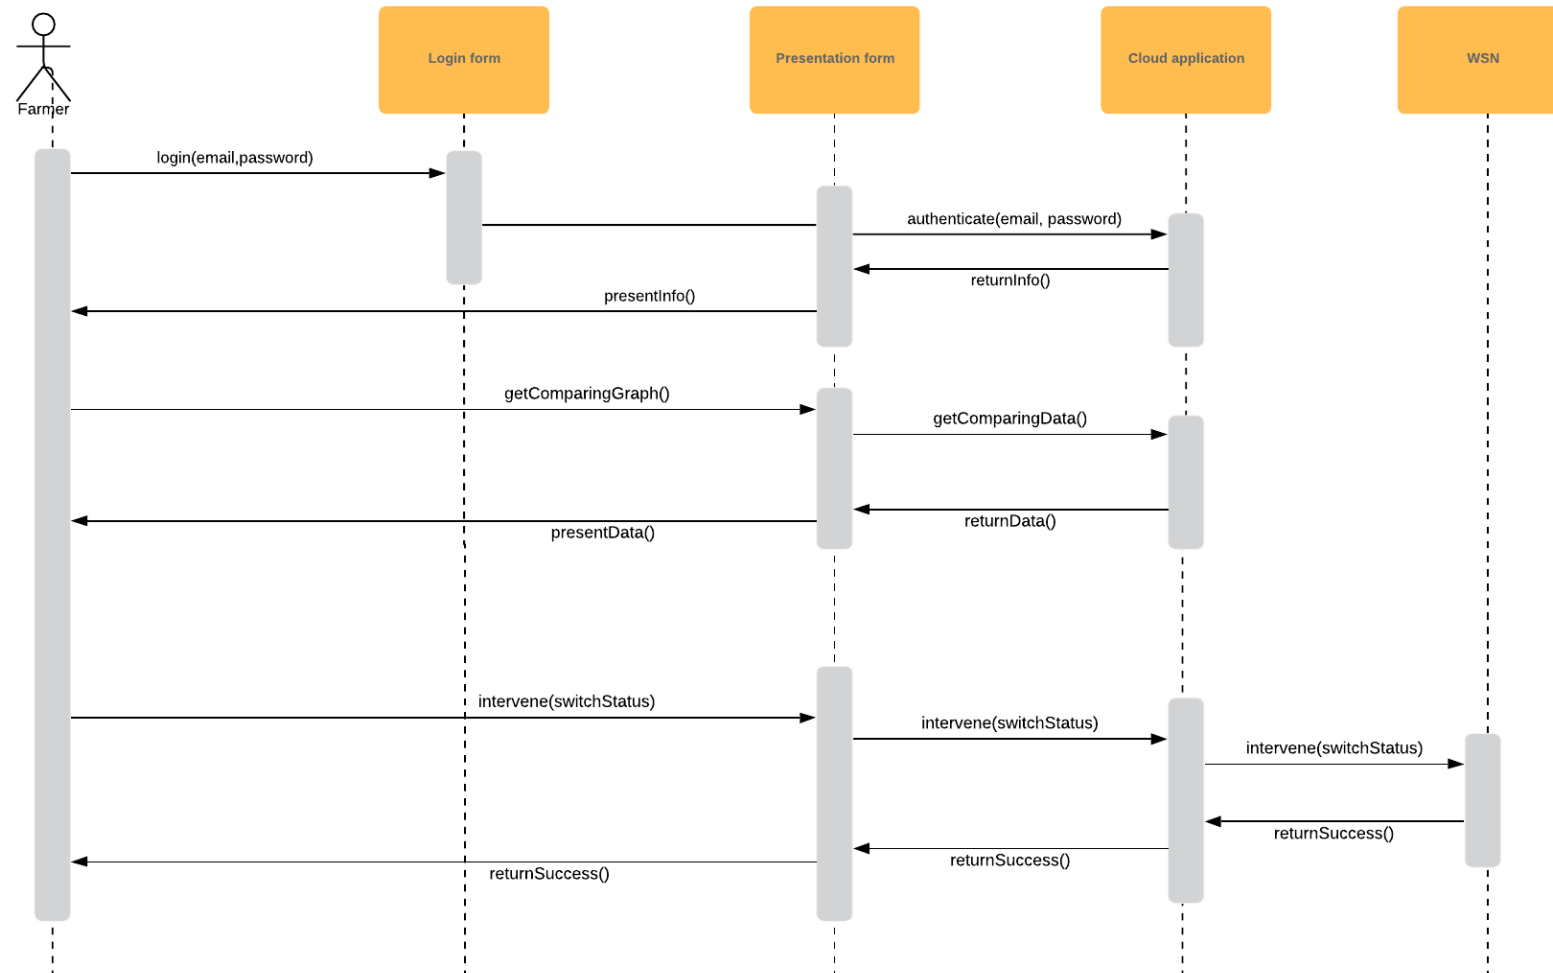 Farmer
Login form
Presentation form
Cloud application
WSN
login(email,password)
authenticate(email, password)
returnInfo()
presentInfo()
getComparingGraph()
getComparingData()
returnData()
presentData()
intervene(switchStatus)
intervene(switchStatus)
intervene(switchStatus)
returnSuccess()
returnSuccess()
returnSuccess()